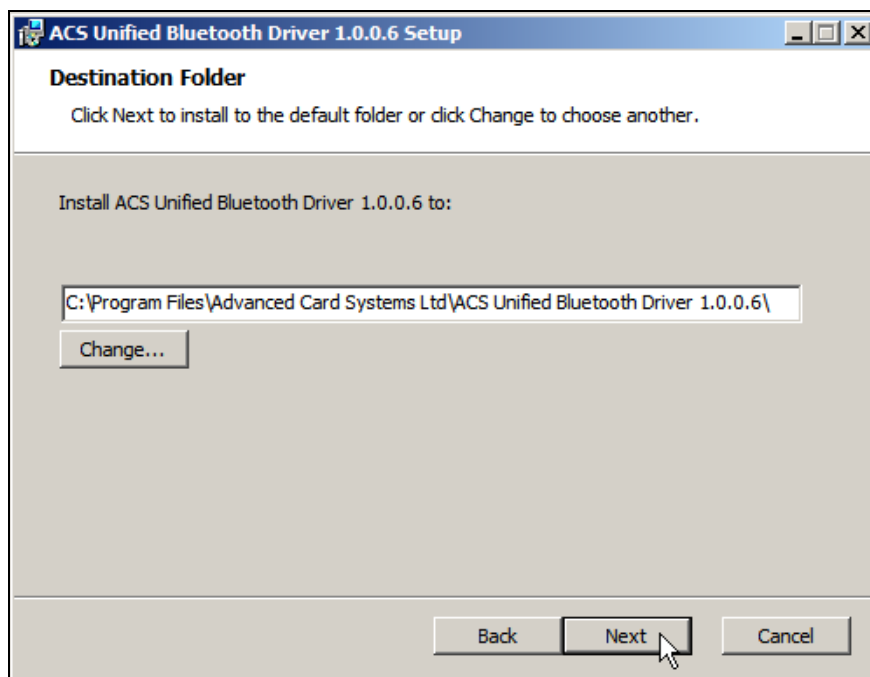 ACS Unified Bluetooth Driver 1.0.0.6 Setup
Destination Folder
Click Next to install to the default folder or click Change to choose another.
Install ACS Unified Bluetooth Driver 1.0.0.6 to:
C:\Program Files\Advanced Card Systems Ltd\ACS Unified Bluetooth Driver 1.0.0.6\
Change...
Back Next Cancel